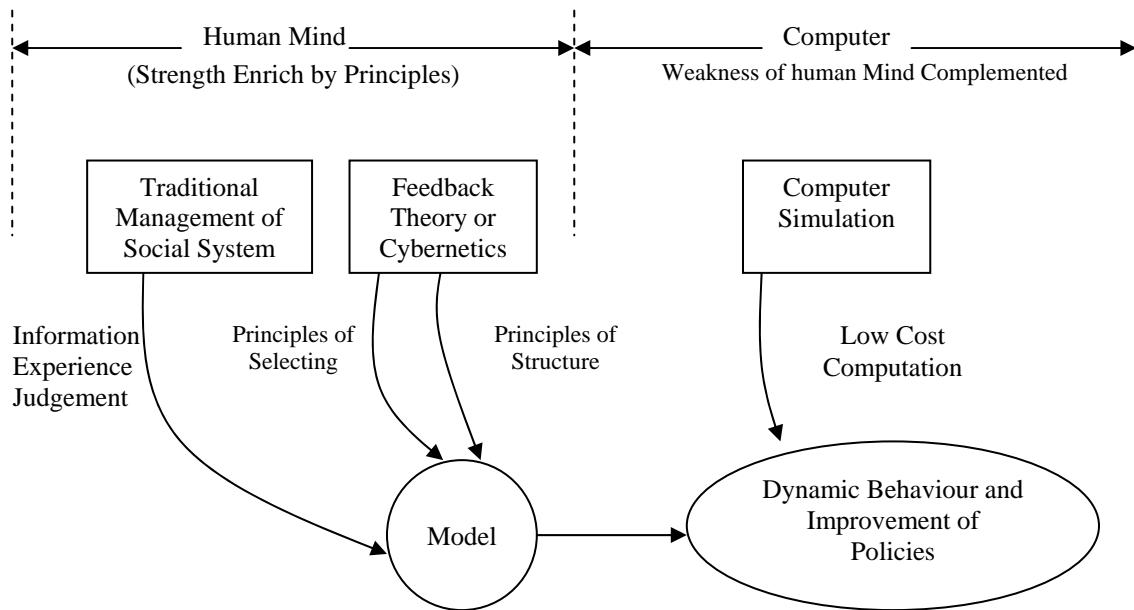 Human Mind
(Strength Enrich by Principles)
Computer
Weakness of human Mind Complemented
Traditional
Management of
Social System
Feedback
Theory or
Cybernetics
Computer
Simulation
Information
Experience
Judgement
Principles of
Selecting
Principles of
Structure
Low Cost
Computation
Model
Dynamic Behaviour and
Improvement of
Policies